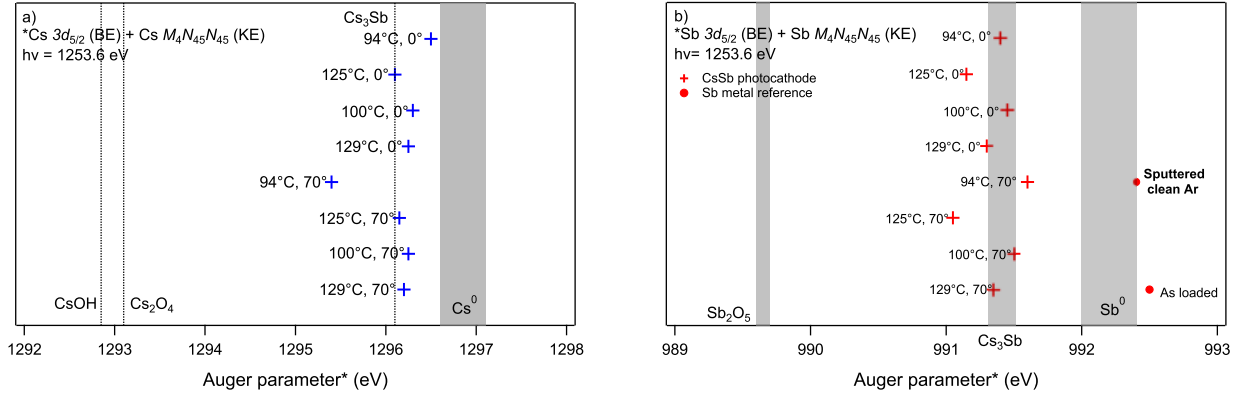 a)
*Cs 3d5/2 (BE) + Cs M4N45N45 (KE)
hv = 1253.6 eV
Cs3Sb
94°C, 0°
125°C, 0°
100°C, 0°
129°C, 0°
94°C, 70°
125°C, 70°
100°C, 70°
129°C, 70°
CsOH
Cs2O4
Cs0
1292
1293
1294
1295
1296
1297
1298
Auger parameter* (eV)
b)
*Sb 3d5/2 (BE) + Sb M4N45N45 (KE)
hv= 1253.6 eV
CsSb photocathode
Sb metal reference
94°C, 0°
125°C, 0°
100°C, 0°
129°C, 0°
94°C, 70°
125°C, 70°
100°C, 70°
129°C, 70°
Sputtered
clean Ar
As loaded
Sb2O5
Sb0
Cs3Sb
989
990
991
992
993
Auger parameter* (eV)